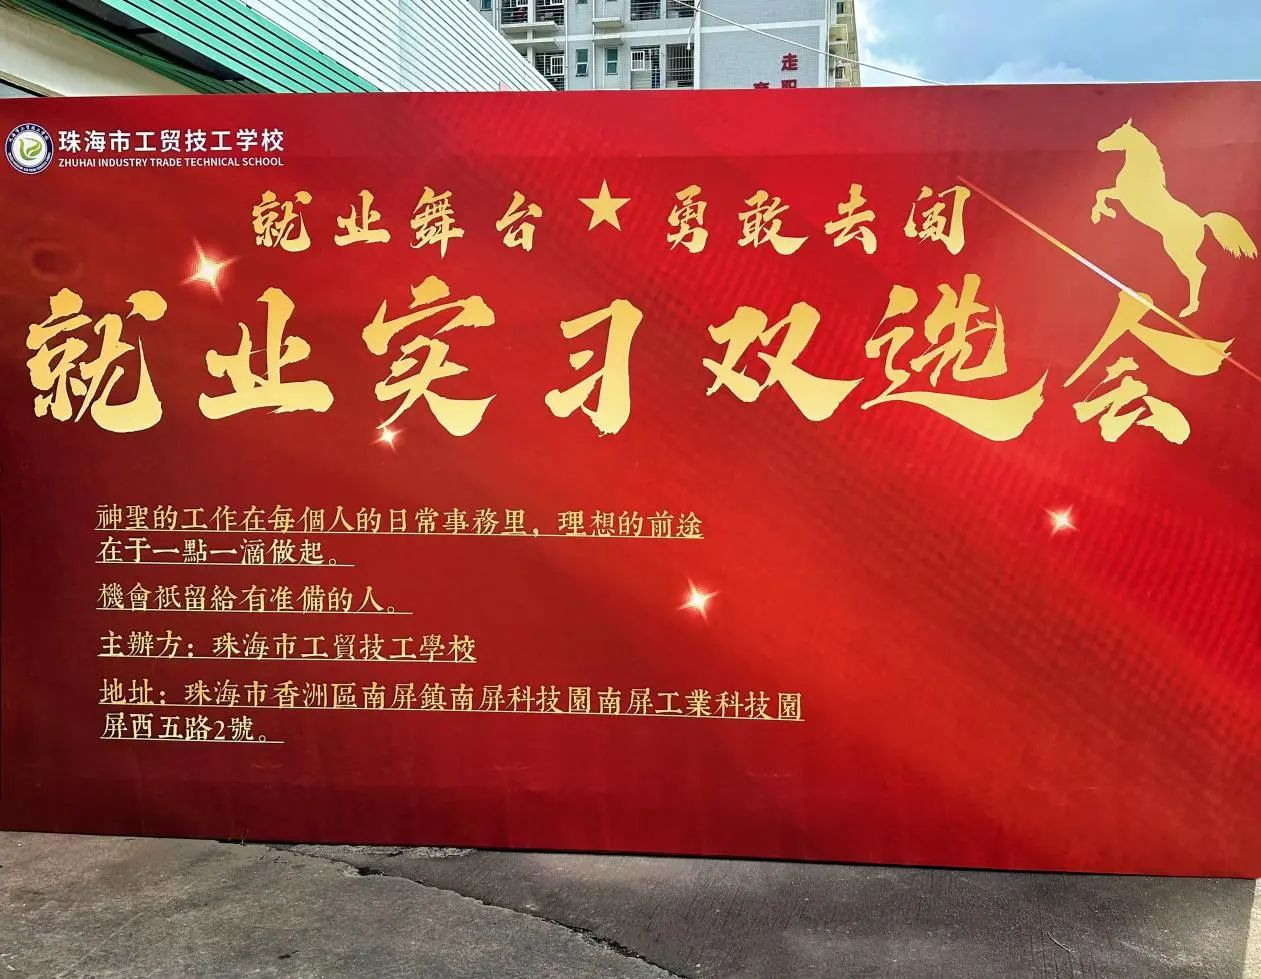 走
珠海市工贸技工学校
ZHUHAI INDUSTRY TRADE TECHNICAL SCHOOL
就业舞台★勇敢去闯
就业实习双选会
神聖的工作在每個人的日常事務里，理想的前途
在于一點一滴做起。
機會祇留給有准備的人。
主辦方：珠海市工貿技工學校
地址：珠海市香洲區南屏鎮南屏科技園南屏工業科技園
屏西五路2號。